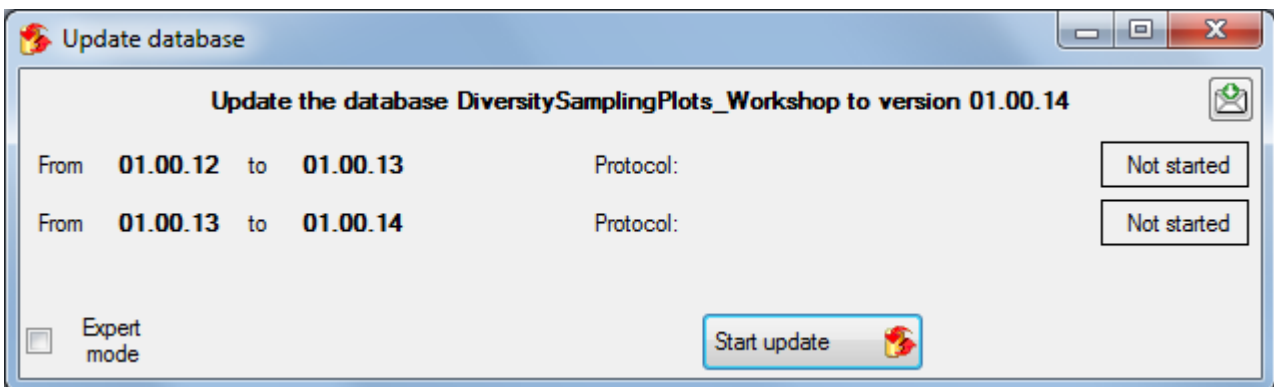 Update database
Update the database DiversitySamplingPlots_Workshop to version 01.00.14
From 01.00.12 to 01.00.13 Protocol: Not started
From 01.00.13 to 01.00.14 Protocol: Not started
Expert
mode
Start update